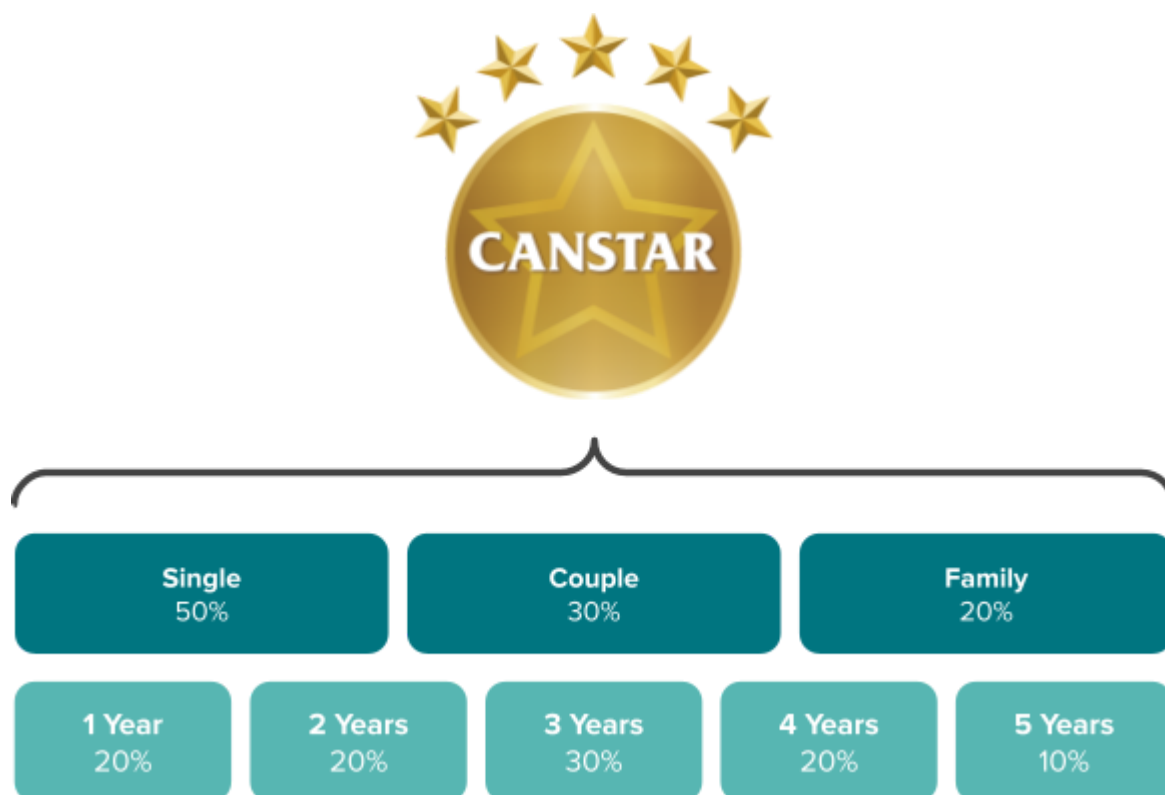 CANSTAR
Single
50%
Couple
30%
Family
20%
1 Year
20%
2 Years
20%
3 Years
30%
4 Years
20%
5 Years
10%